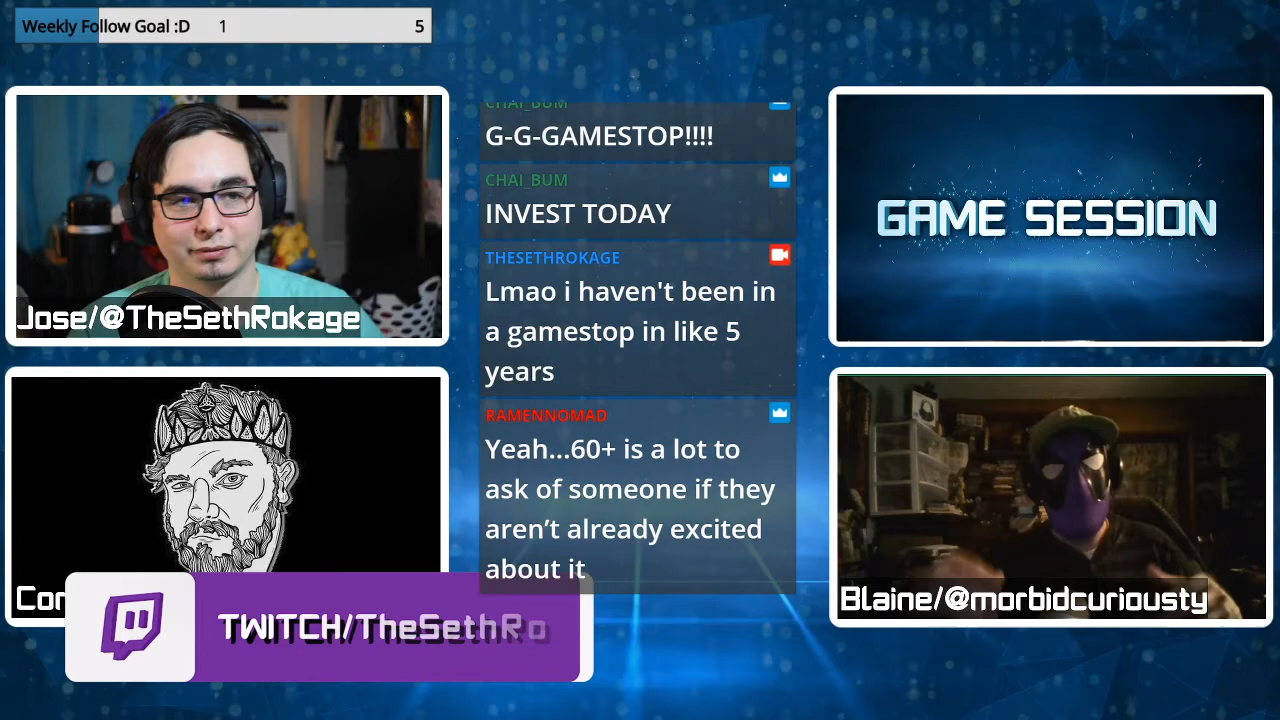 Weekly Follow Goal :D 1 5
CHAI_BUM
G-G-GAMESTOP!!!!
CHAI_BUM
INVEST TODAY
THESETHROKAGE
Lmao i haven't been in
a gamestop in like 5
years
RAMENNOMAD
Yeah...60+ is a lot to
ask of someone if they
aren’t already excited
about it
Jose/@TheSethRokage
GAME SESSION
Cor
Blaine/@morbidcuriousty
TWITCH/TheSethRo